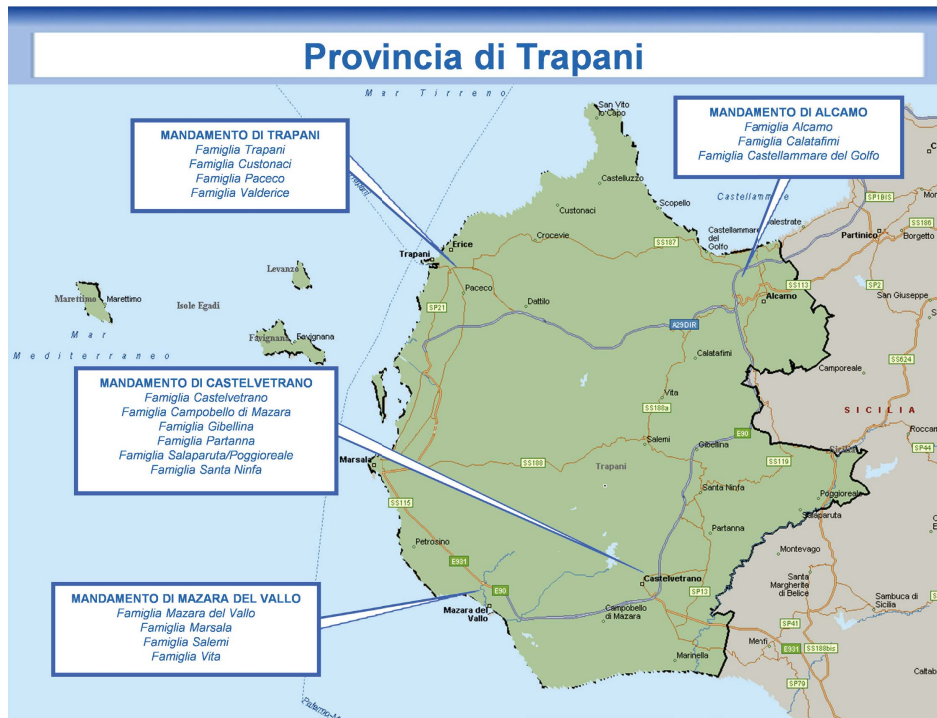 Provincia di Trapani
Mar Tirreno
San Vito
lo Capo
MANDAMENTO DI TRAPANI
Famiglia Trapani
Famiglia Custonaci
Famiglia Paceco
Famiglia Valderice
MANDAMENTO DI ALCAMO
Famiglia Alcamo
Famiglia Calatafimi
Famiglia Castellammare del Golfo
Castelluzzo
Custonaci
Scopello
Castellammare
SP1BIS
SS186
Partinico
Borgetto
Crocevie
SS187
Castellammare
del
Golfo
Erice
Trapani
Levanzo
Marettimo
Marettimo
Isole Egadi
Paceco
SP21
Dattilo
SS113
Alcamo
SP2
San Giuseppe
Mar
Mediterraneo
Favignana
A29DIR
Calatafimi
SS624
Camporeale
MANDAMENTO DI CASTELVETRANO
Famiglia Castelvetrano
Famiglia Campobello di Mazara
Famiglia Gibellina
Famiglia Partanna
Famiglia Salaparuta/Poggioreale
Famiglia Santa Ninfa
Vita
SS188a
SICILIA
Salemi
Gibellina
E90
SP44
Marsala
SS188
Trapani
SS119
Santa Ninfa
Poggioreale
Salaparuta
SS115
Partanna
Petrosino
E931
Montevago
Castelvetrano
SP13
Santa
Margherita
di Belice
Sambuca di
Sicilia
MANDAMENTO DI MAZARA DEL VALLO
Famiglia Mazara del Vallo
Famiglia Marsala
Famiglia Salemi
Famiglia Vita
E90
Mazara del
Vallo
Campobello
di Mazara
SP41
Menfi
E931
SS188bis
Marinella
SP79